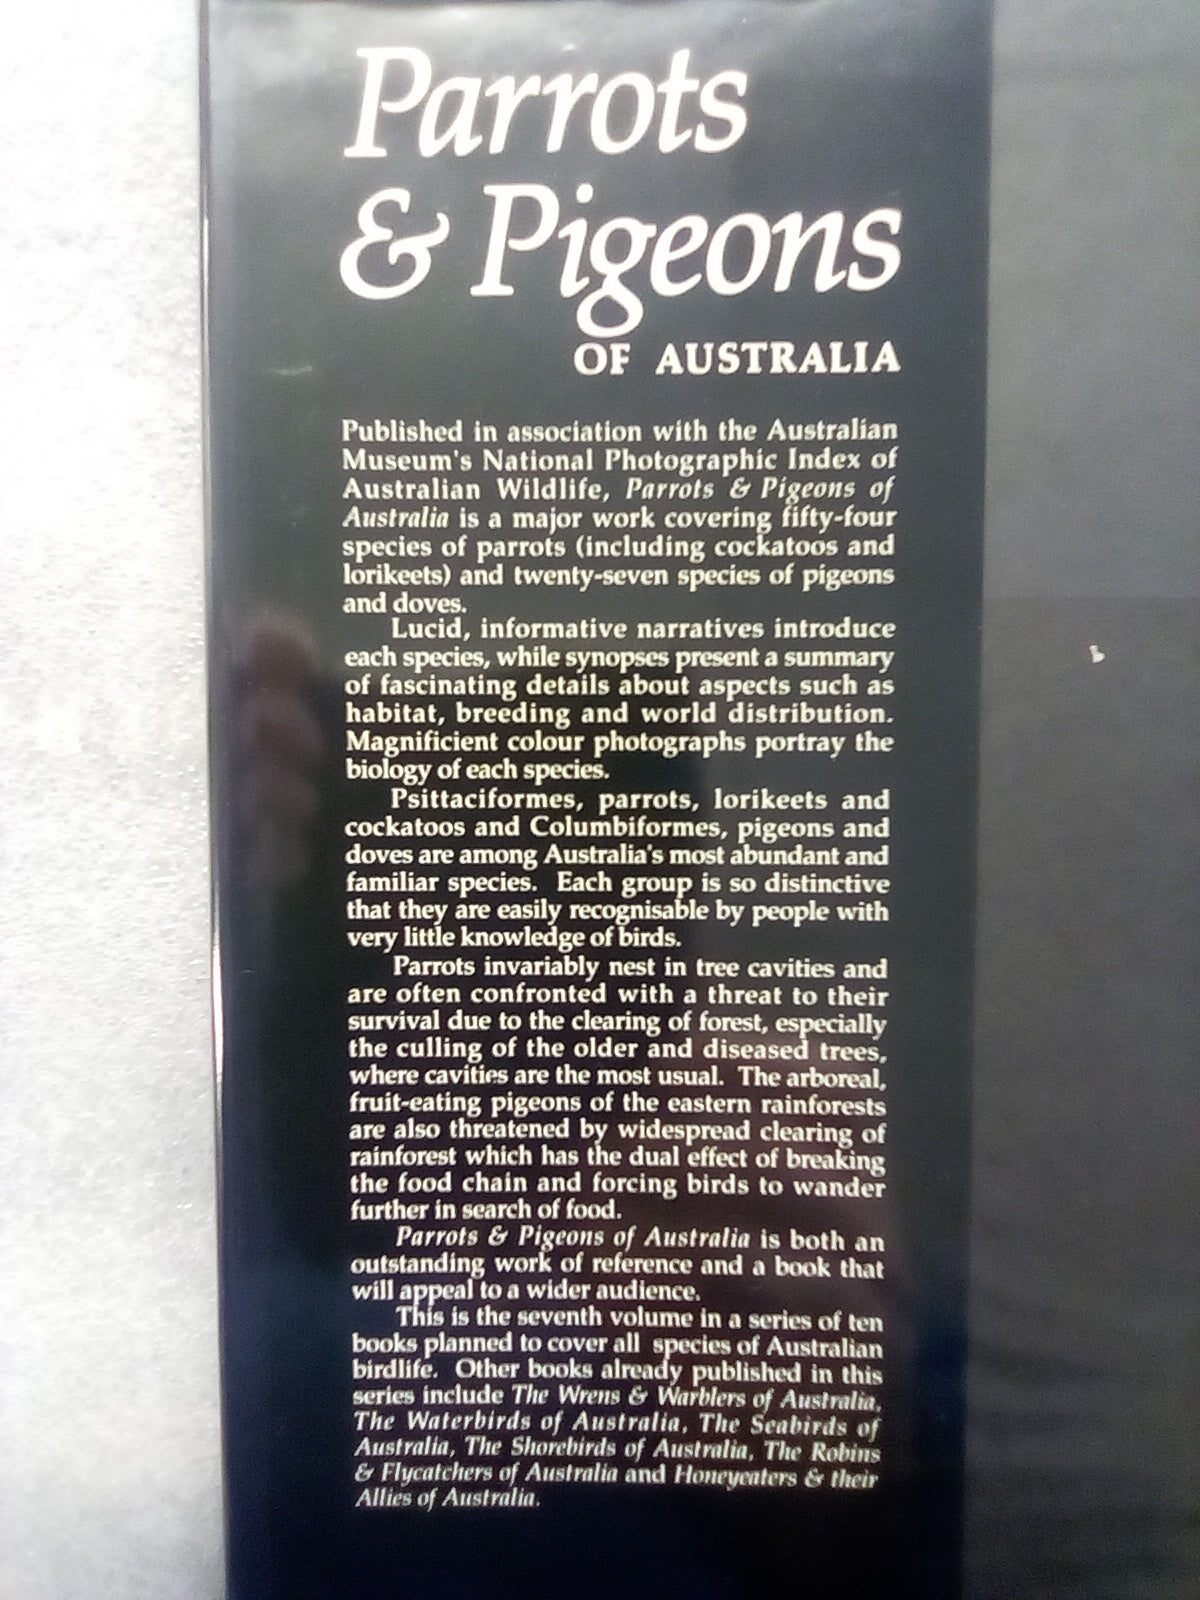 Parrots
& Pigeons
OF AUSTRALIA
Published in association with the Australian
Museum's National Photographic Index of
Australian Wildlife, Parrots & Pigeons of
Australia is a major work covering fifty-four
species of parrots (including cockatoos and
lorikeets) and twenty-seven species of pigeons
and doves.
Lucid, informative narratives introduce
each species, while synopses present a summary
of fascinating details about aspects such as
habitat, breeding and world distribution.
Magnificient colour photographs portray the
biology of each species.
Psittaciformes, parrots, lorikeets and
cockatoos and Columbiformes, pigeons and
doves are among Australia's most abundant and
familiar species. Each group is so distinctive
that they are easily recognisable by people with
very little knowledge of birds.
Parrots invariably nest in tree cavities and
are often confronted with a threat to their
survival due to the clearing of forest, especially
the culling of the older and diseased trees,
where cavities are the most usual. The arboreal,
fruit-eating pigeons of the eastern rainforests
are also threatened by widespread clearing of
rainforest which has the dual effect of breaking
the food chain and forcing birds to wander
further in search of food.
Parrots & Pigeons of Australia is both an
outstanding work of reference and a book that
will appeal to a wider audience.
This is the seventh volume in a series of ten
books planned to cover all species of Australian
birdlife. Other books already published in this
series include The Wrens & Warblers of Australia,
The Waterbirds of Australia, The Seabirds of
Australia, The Shorebirds of Australia, The Robins
& Flycatchers of Australia and Honeyeaters & their
Allies of Australia.